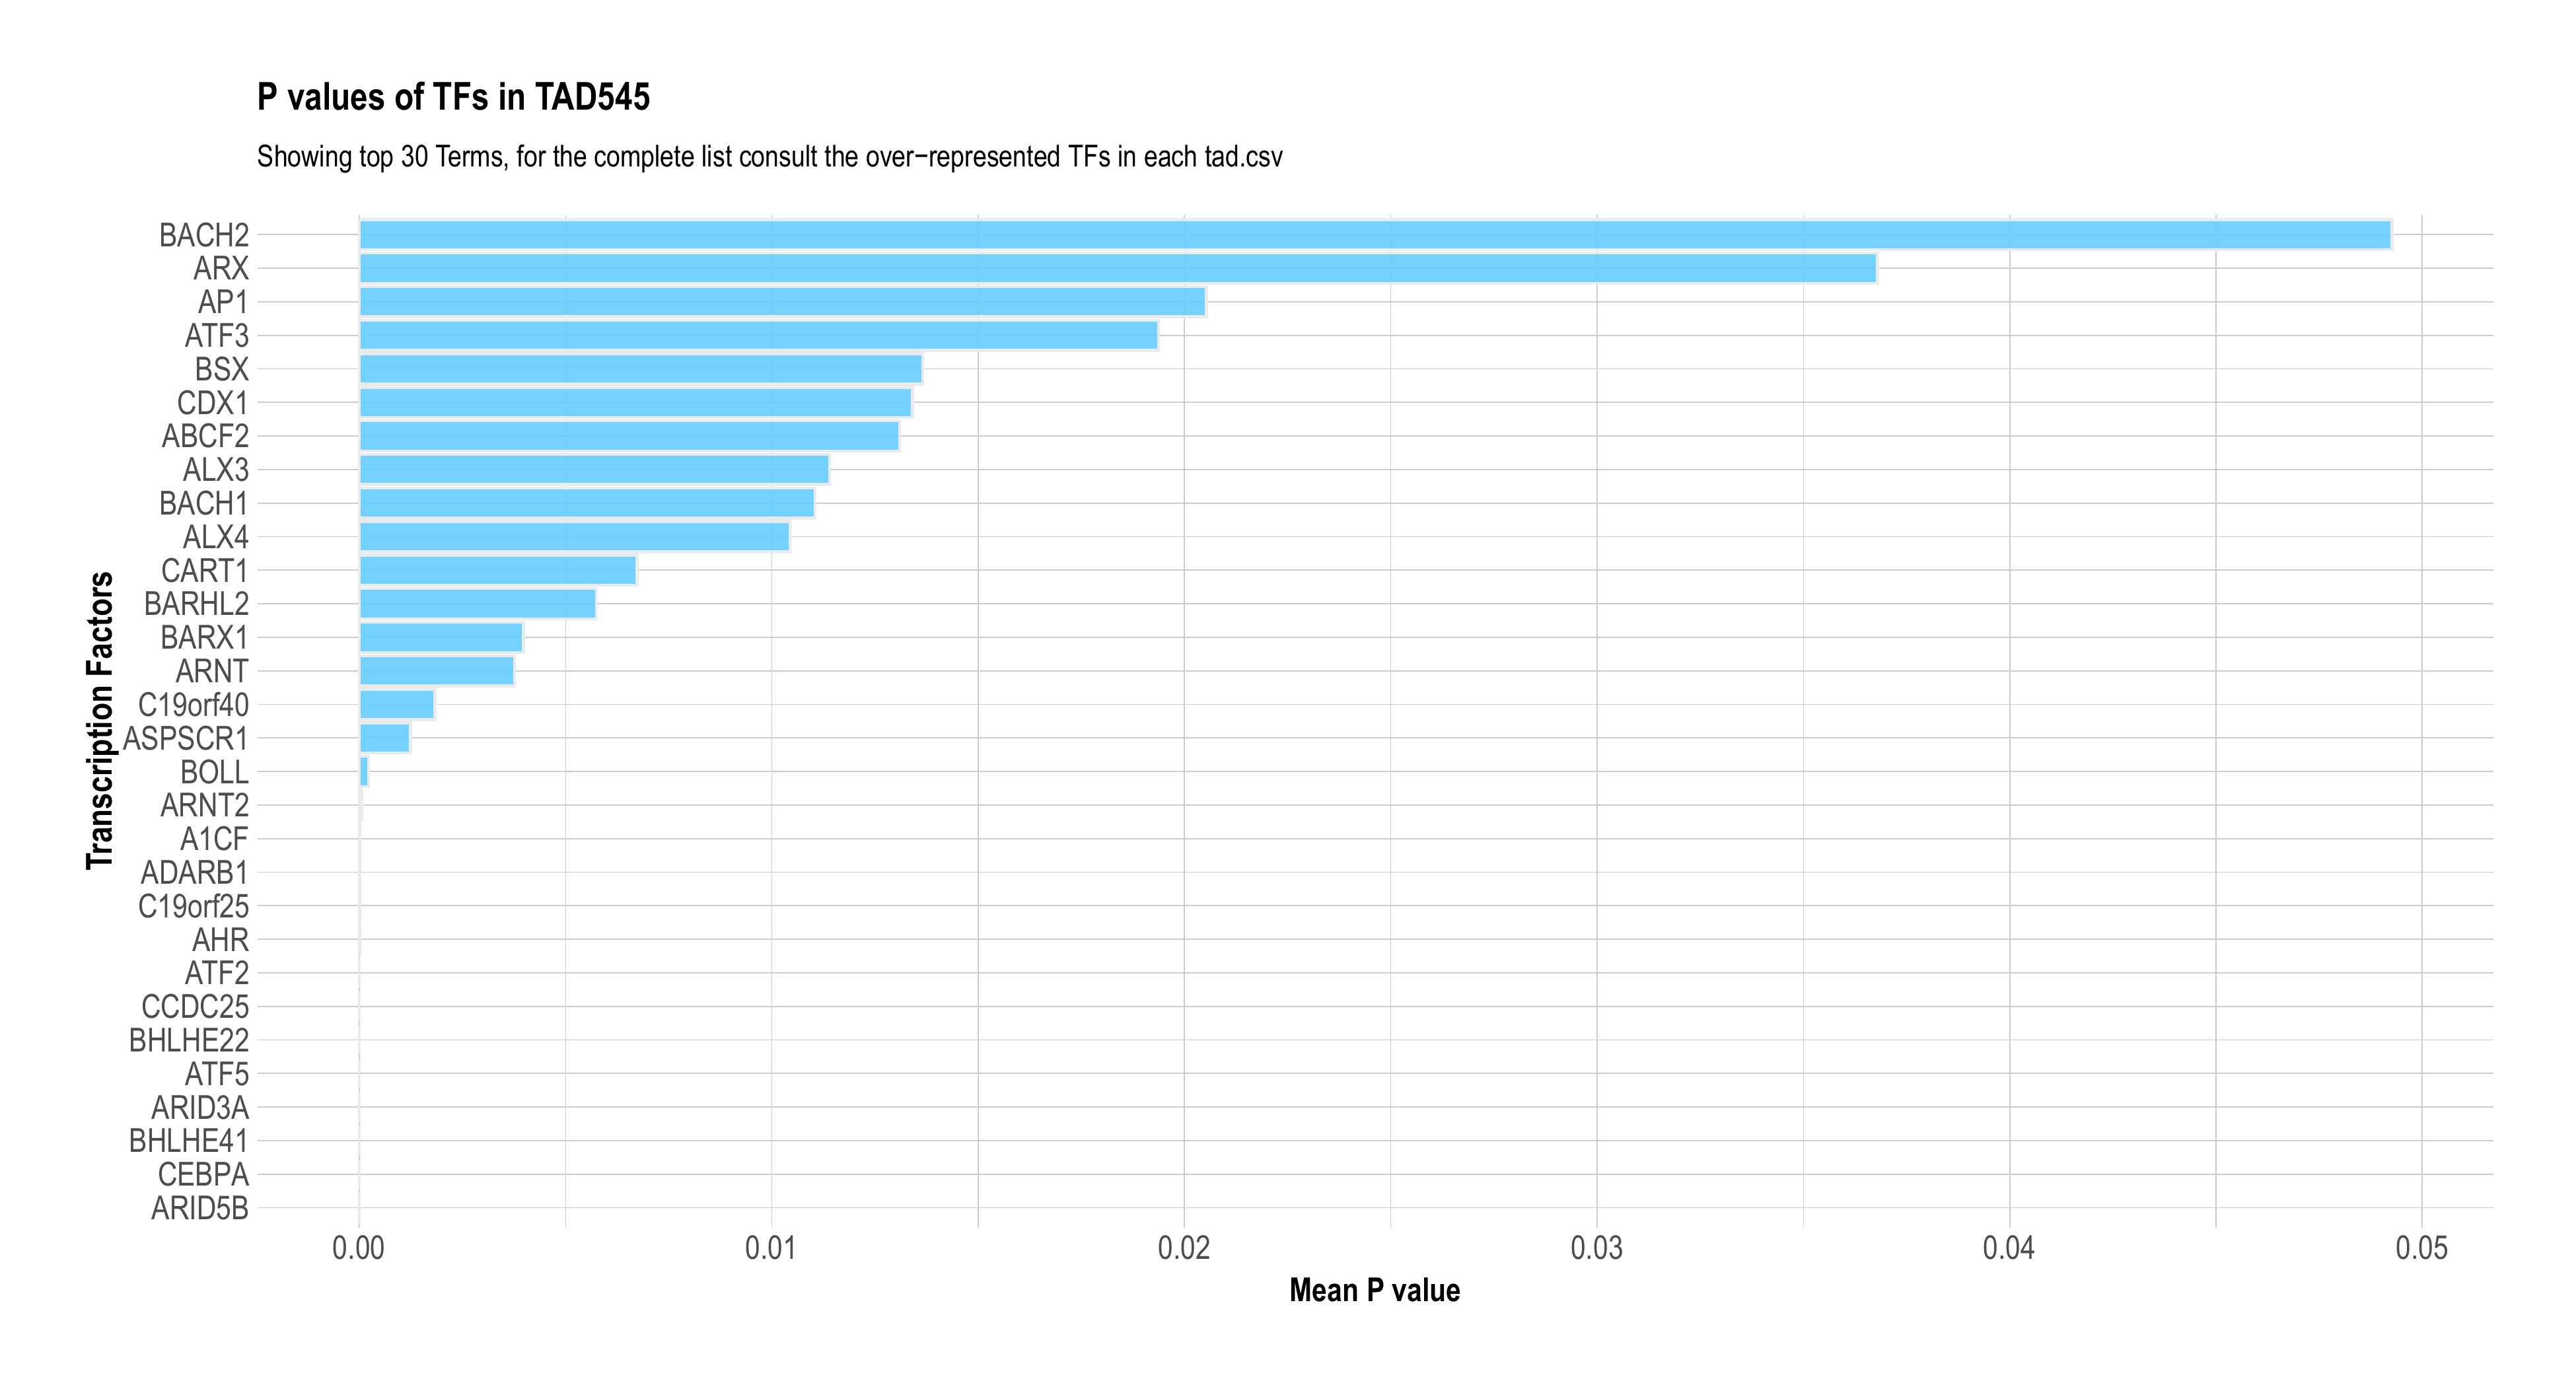 P values of TFs in TAD545
Showing top 30 Terms, for the complete list consult the over−represented TFs in each tad.csv
Transcription Factors
BACH2
ARX
AP1
ATF3
BSX
CDX1
ABCF2
ALX3
BACH1
ALX4
CART1
BARHL2
BARX1
ARNT
C19orf40
ASPSCR1
BOLL
ARNT2
A1CF
ADARB1
C19orf25
AHR
ATF2
CCDC25
BHLHE22
ATF5
ARID3A
BHLHE41
CEBPA
ARID5B
0.00 0.01 0.02 0.03 0.04 0.05
Mean P value